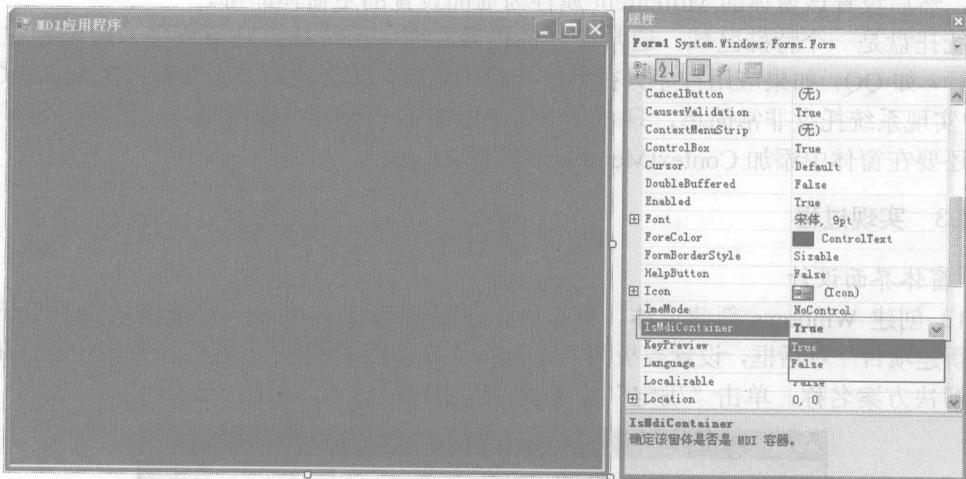 MDI应用程序
属性
Form1 System.Windows.Forms.Form
CancelButton (无)
CausesValidation True
ContextMenuStrip (无)
ControlBox True
Cursor Default
DoubleBuffered False
Enabled True
Font 宋体, 9pt
ForeColor ControlText
FormBorderStyle Sizable
HelpButton False
Icon (Icon)
ImeMode NoControl
IsMdiContainer True
KeyPreview True
Language False
Localizable False
Location 0, 0
IsMdiContainer
确定该窗体是否是 MDI 容器。